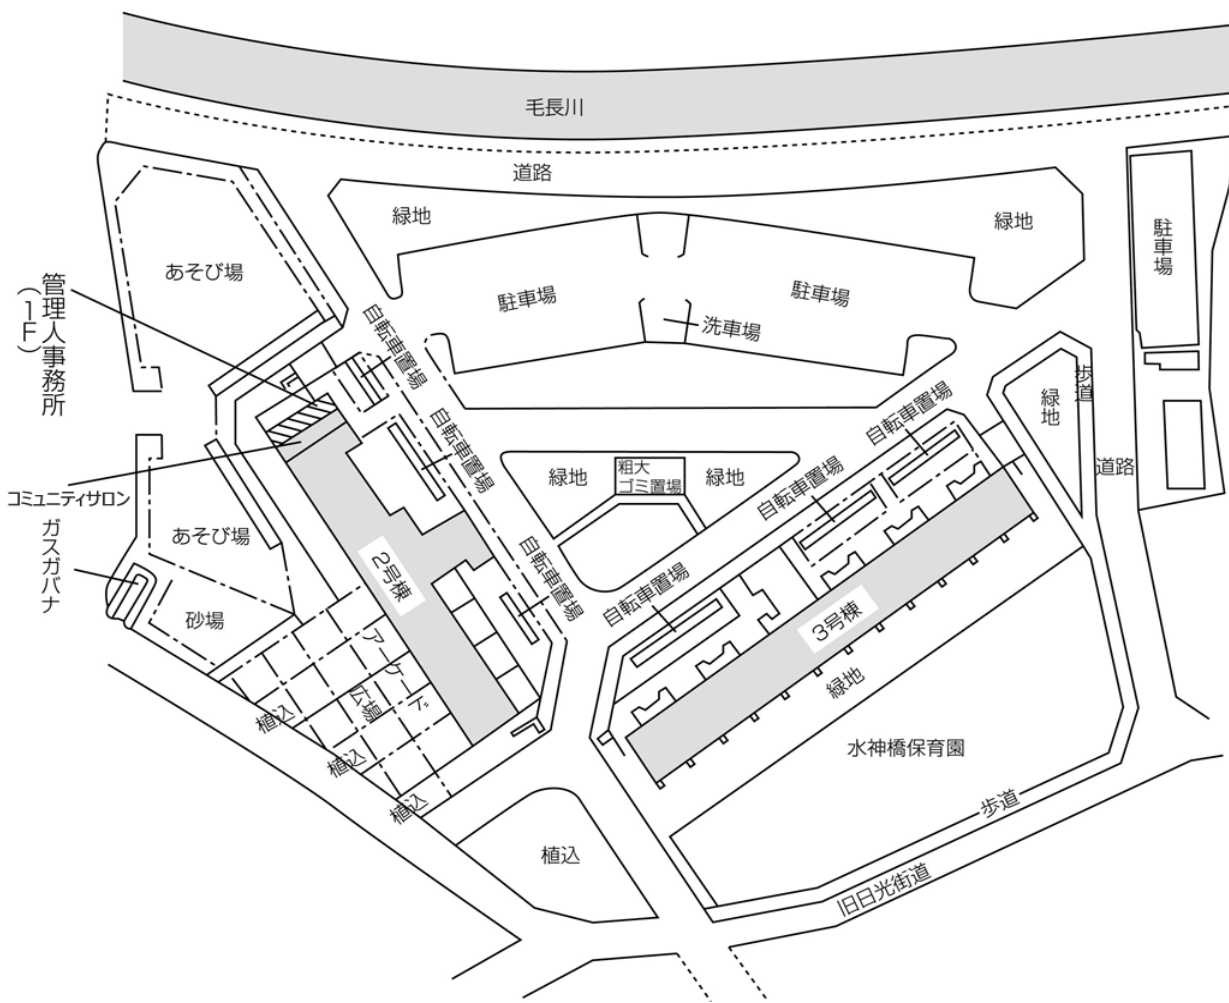 毛長川
道路
緑地
緑地
駐車場
あそび場
駐車場
駐車場
洗車場
管理人事務所
(1F)
自転車置場
自転車置場
自転車置場
歩道
緑地
自転車置場
緑地
粗大
ゴミ置場
緑地
自転車置場
道路
コミュニティサロン
ガスガバナ
あそび場
2号棟
自転車置場
砂場
アーケード
広場
3号棟
緑地
植込
植込
植込
水神橋保育園
歩道
植込
旧日光街道